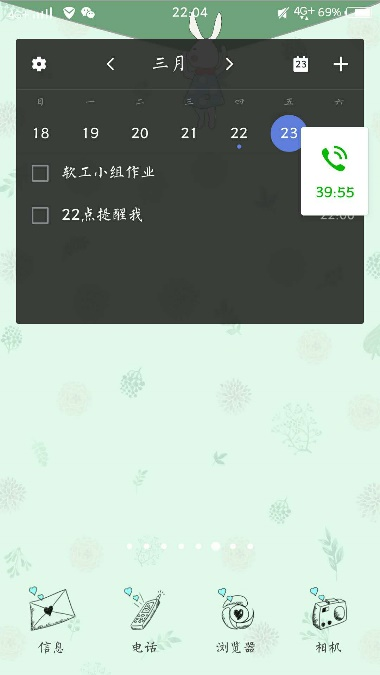 22:04
4G+ 69%
三月
23
日 一 二 三 四 五 六
18 19 20 21 22 23
软工小组作业
39:55
22点提醒我
22:00
信息 电话 浏览器 相机